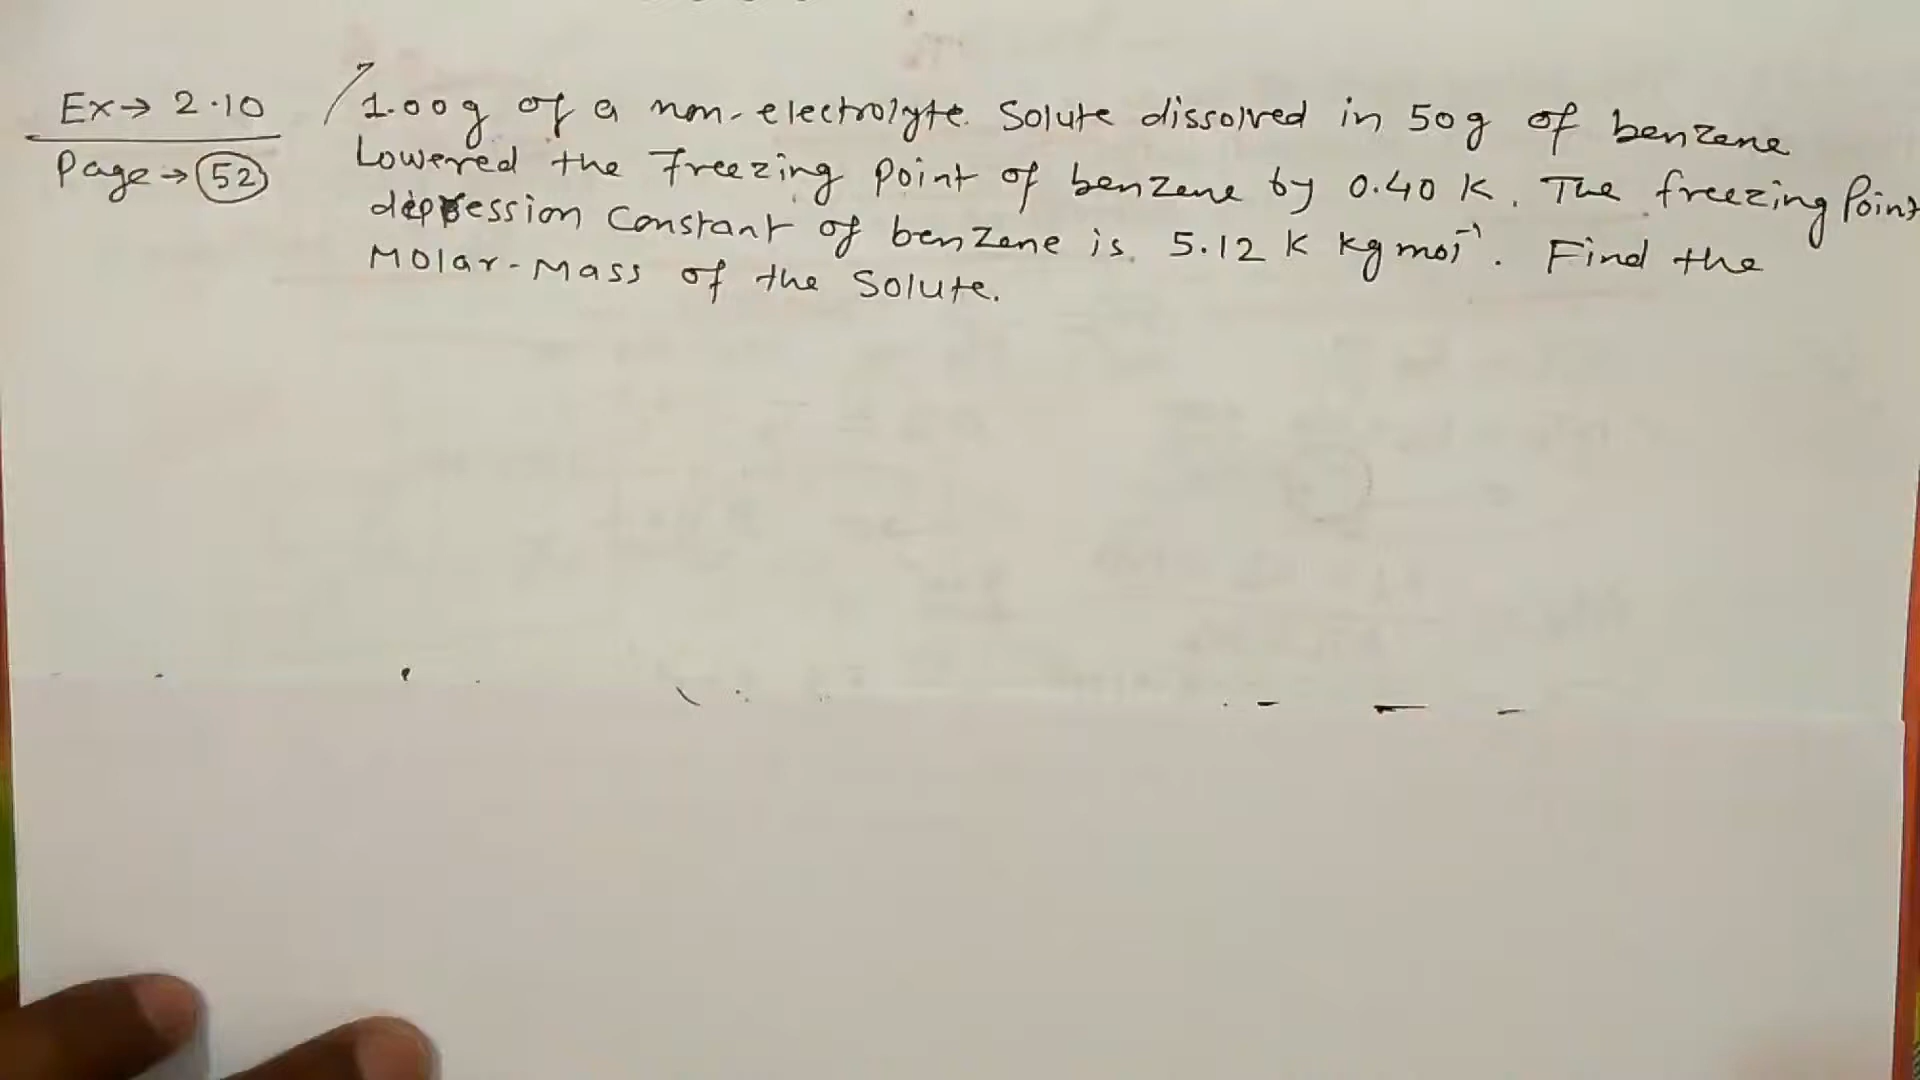 Ex→ 2.10
Page→ 52
1.00g of a non-electrolyte Solute dissolved in 50g of benzene
Lowered the freezing point of benzene by 0.40 K. The freezing Point
depression Constant of benzene is 5.12 K kg mol⁻¹. Find the
Molar-Mass of the Solute.